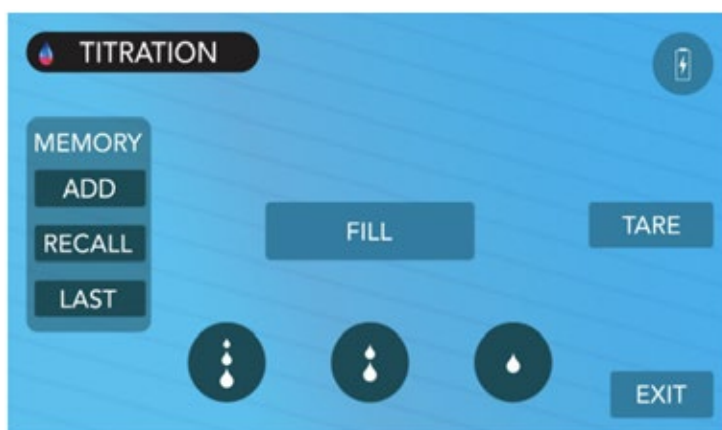 TITRATION
MEMORY
ADD
RECALL
LAST
FILL
TARE
EXIT